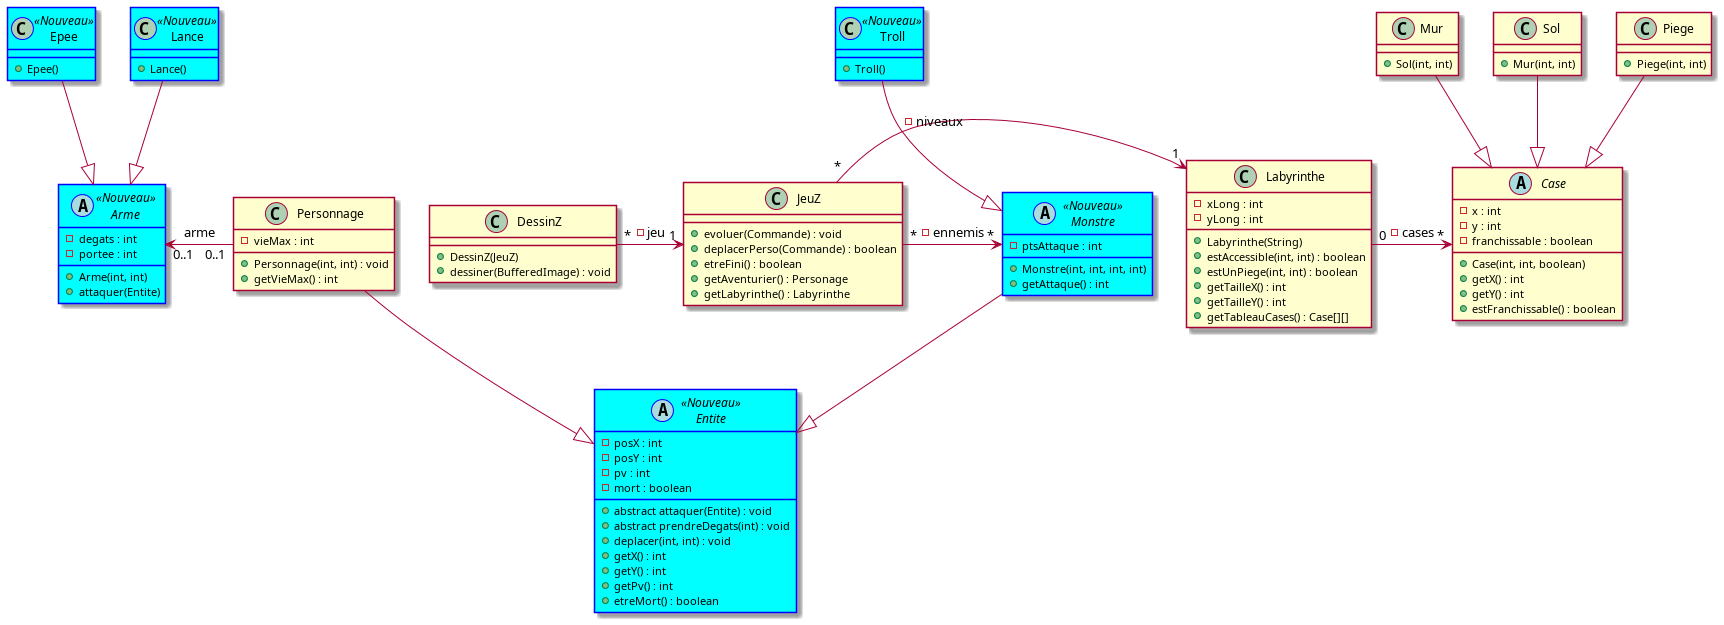 «Nouveau»
Epee
Epee()
«Nouveau»
Lance
Lance()
«Nouveau»
Troll
Troll()
Mur
Sol(int, int)
Sol
Mur(int, int)
Piege
Piege(int, int)
niveaux
*
1
«Nouveau»
Arme
degats : int
portee : int
Arme(int, int)
attaquer(Entite)
arme
0..1
0..1
Personnage
vieMax : int
Personnage(int, int) : void
getVieMax() : int
DessinZ
DessinZ(JeuZ)
dessiner(BufferedImage) : void
*
jeu
1
JeuZ
evoluer(Commande) : void
deplacerPerso(Commande) : boolean
etreFini() : boolean
getAventurier() : Personage
getLabyrinthe() : Labyrinthe
*
ennemis
*
«Nouveau»
Monstre
ptsAttaque : int
Monstre(int, int, int, int)
getAttaque() : int
Labyrinthe
xLong : int
yLong : int
Labyrinthe(String)
estAccessible(int, int) : boolean
estUnPiege(int, int) : boolean
getTailleX() : int
getTailleY() : int
getTableauCases() : Case[][]
0
cases
*
Case
x : int
y : int
franchissable : boolean
Case(int, int, boolean)
getX() : int
getY() : int
estFranchissable() : boolean
«Nouveau»
Entite
posX : int
posY : int
pv : int
mort : boolean
abstract attaquer(Entite) : void
abstract prendreDegats(int) : void
deplacer(int, int) : void
getX() : int
getY() : int
getPv() : int
etreMort() : boolean